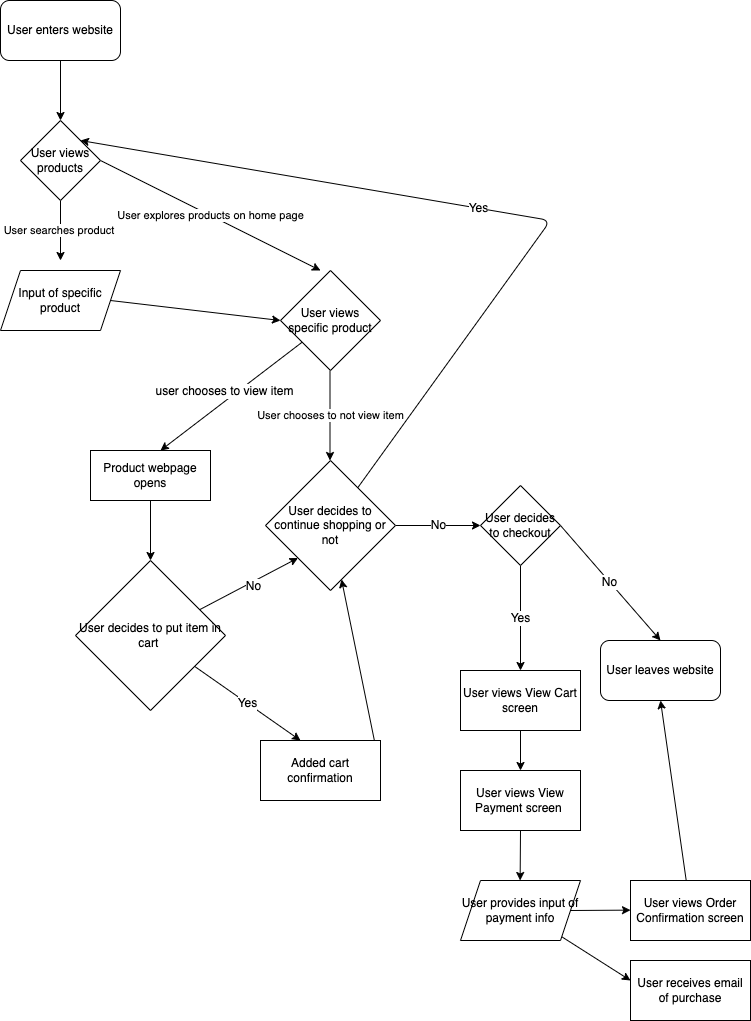 User enters website
User views
products
Yes
User explores products on home page
User searches product
Input of specific
product
User views
specific product
user chooses to view item
User chooses to not view item
Product webpage
opens
User decides to
continue shopping or
not
No
User decides
to checkout
No
No
Yes
User decides to put item in
cart
User leaves website
User views View Cart
screen
Yes
Added cart
confirmation
User views View
Payment screen
User provides input of
payment info
User views Order
Confirmation screen
User receives email
of purchase